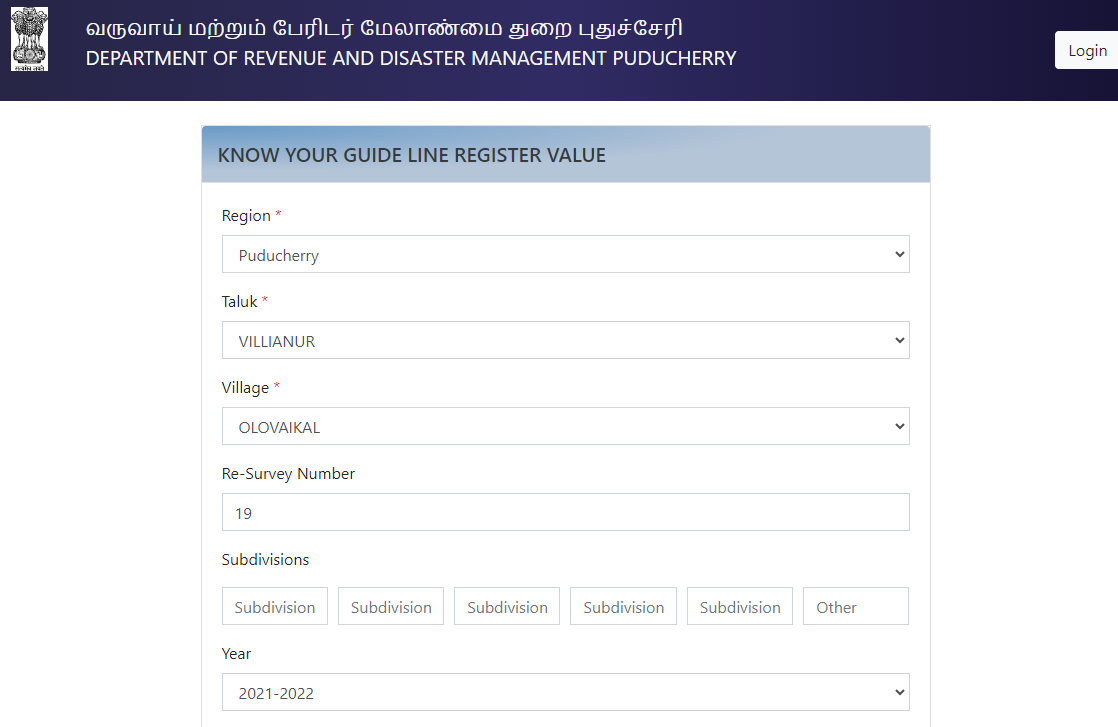 வருவாய் மற்றும் பேரிடர் மேலாண்மை துறை புதுச்சேரி
DEPARTMENT OF REVENUE AND DISASTER MANAGEMENT PUDUCHERRY
Login
KNOW YOUR GUIDE LINE REGISTER VALUE
Region *
Puducherry
Taluk *
VILLIANUR
Village *
OLOVAIKAL
Re-Survey Number
19
Subdivisions
Subdivision Subdivision Subdivision Subdivision Subdivision Other
Year
2021-2022